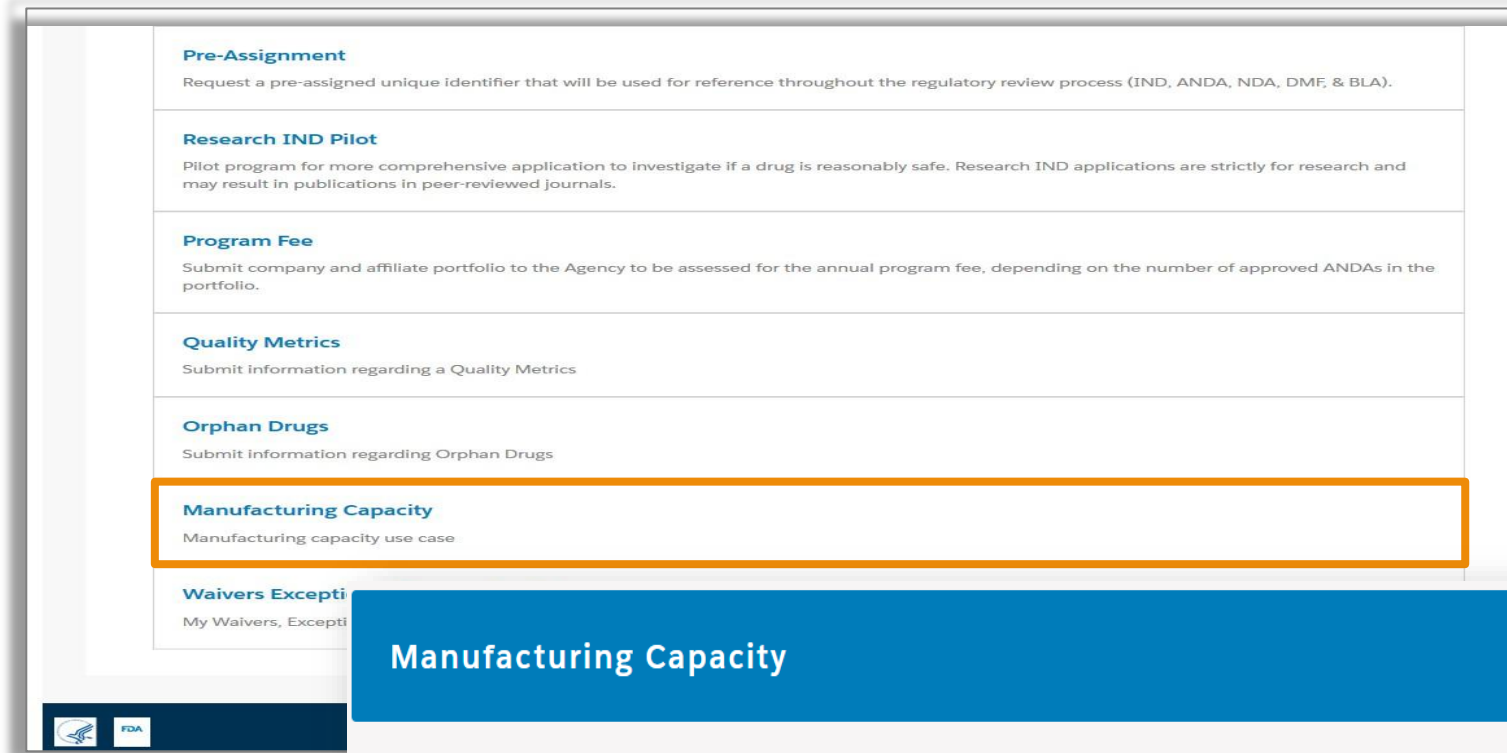 Pre-Assignment
Request a pre-assigned unique identifier that will be used for reference throughout the regulatory review process (IND, ANDA, NDA, DMF, & BLA).
Research IND Pilot
Pilot program for more comprehensive application to investigate if a drug is reasonably safe. Research IND applications are strictly for research and
may result in publications in peer-reviewed journals.
Program Fee
Submit company and affiliate portfolio to the Agency to be assessed for the annual program fee, depending on the number of approved ANDAs in the
portfolio.
Quality Metrics
Submit information regarding a Quality Metrics
Orphan Drugs
Submit information regarding Orphan Drugs
Manufacturing Capacity
Manufacturing capacity use case
Waivers Excepti
My Waivers, Excepti
Manufacturing Capacity
FDA